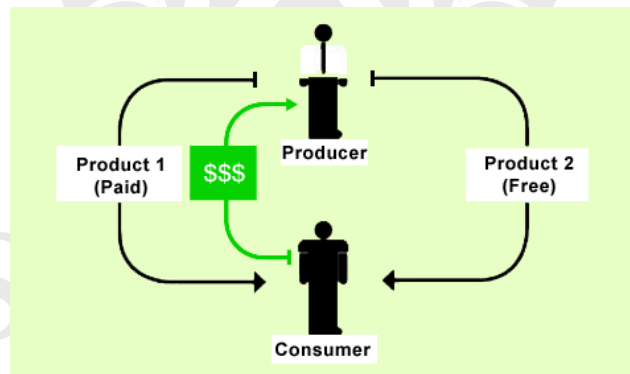 Producer
Product 1
(Paid)
$$$
Product 2
(Free)
Consumer